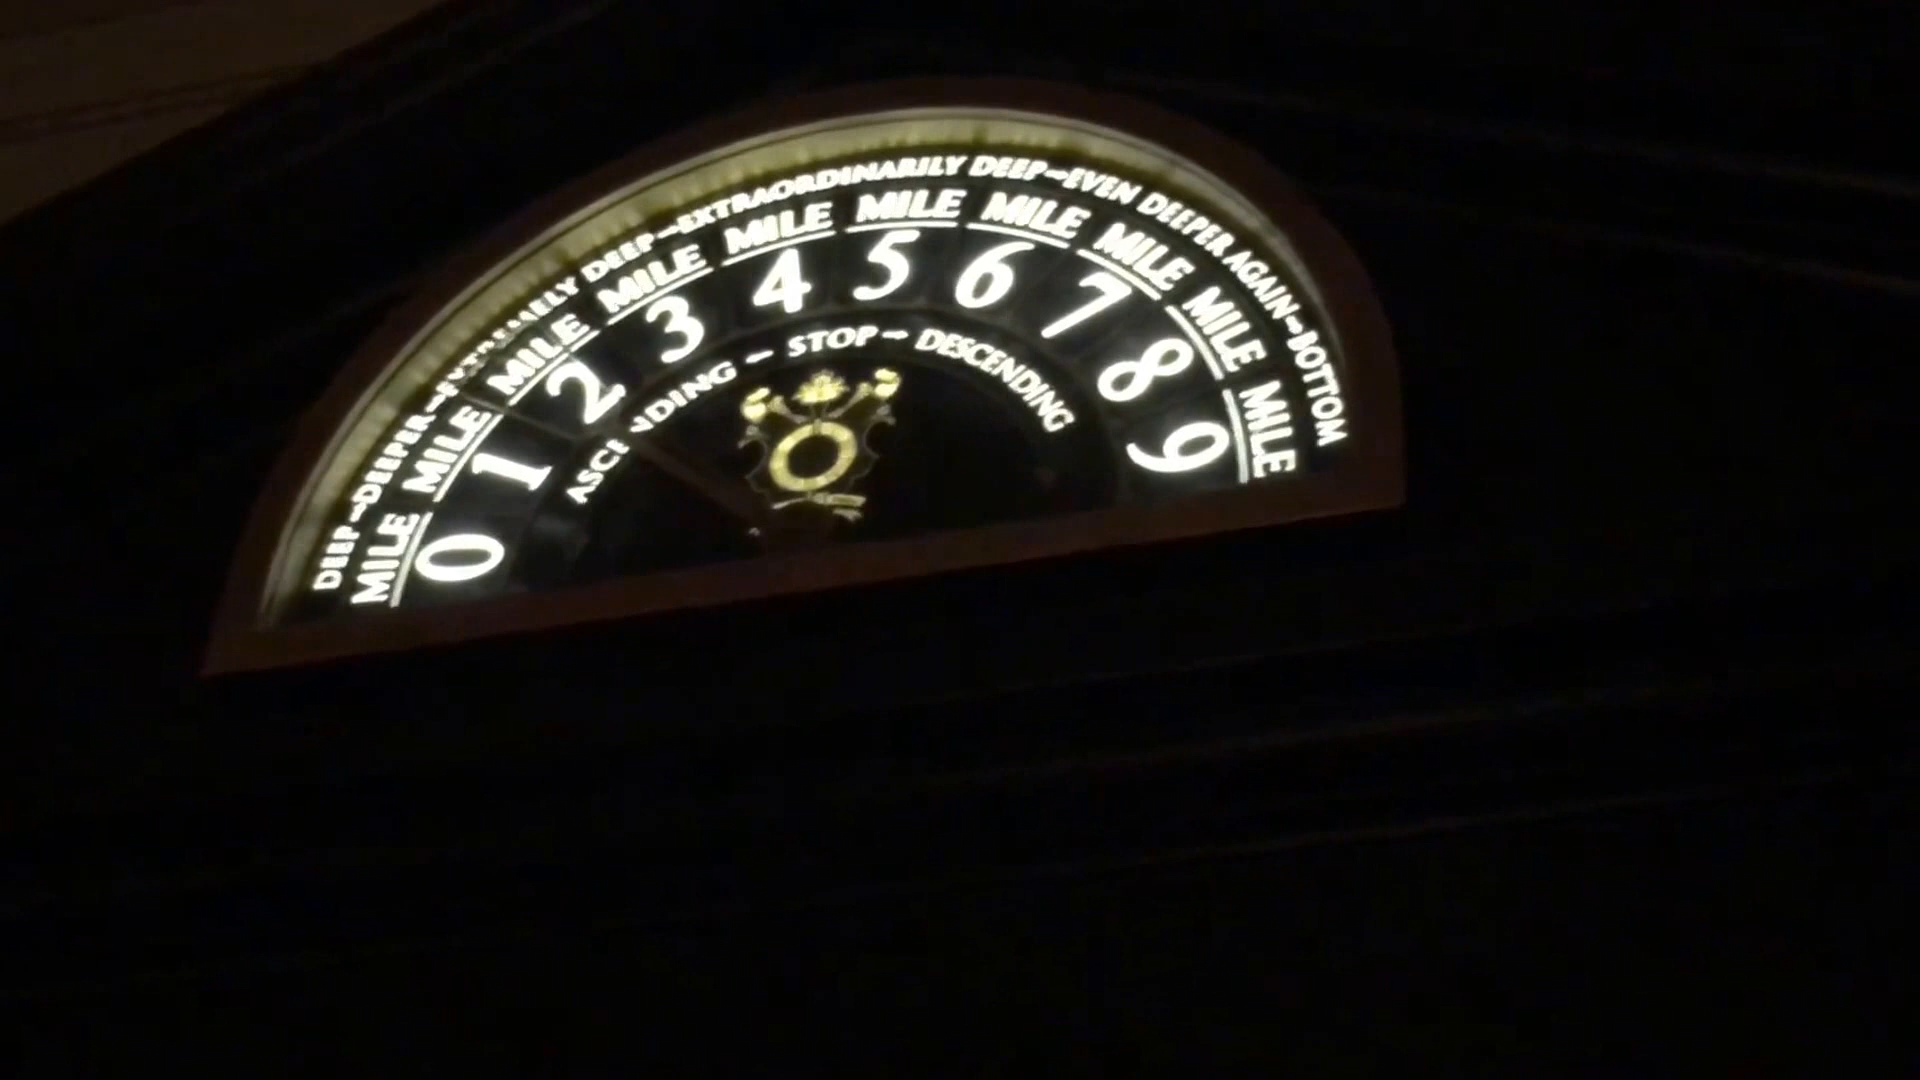 DEEP-DEEPER-EXTREMELY DEEP-EXTRAORDINARILY DEEP-EVEN DEEPER AGAIN-BOTTOM
MILE MILE MILE MILE MILE MILE MILE MILE MILE MILE
0 1 2 3 4 5 6 7 8 9
ASCENDING - STOP - DESCENDING